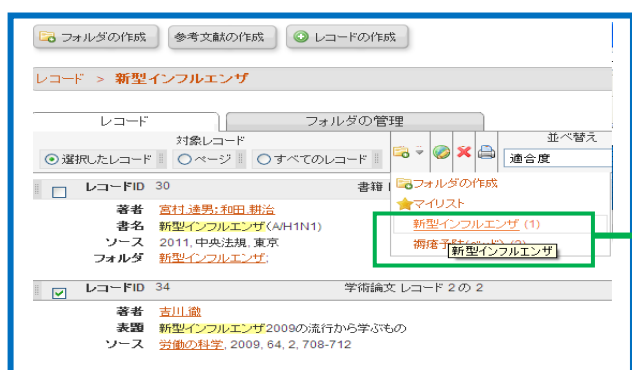 フォルダの作成 参考文献の作成 レコードの作成
レコード > 新型インフルエンザ
レコード フォルダの管理
対象レコード 並べ替え
選択したレコード ページ すべてのレコード 適合度
レコードID 30 書籍
フォルダの作成
マイリスト
新型インフルエンザ (1)
新型インフルエンザ
著者 宮村.達男;和田.耕治
書名 新型インフルエンザ(A/H1N1)
ソース 2011, 中央法規, 東京
フォルダ 新型インフルエンザ;
レコードID 34 学術論文 レコード 2 の 2
著者 吉川.徹
表題 新型インフルエンザ2009の流行から学ぶもの
ソース 労働の科学, 2009, 64, 2, 708-712